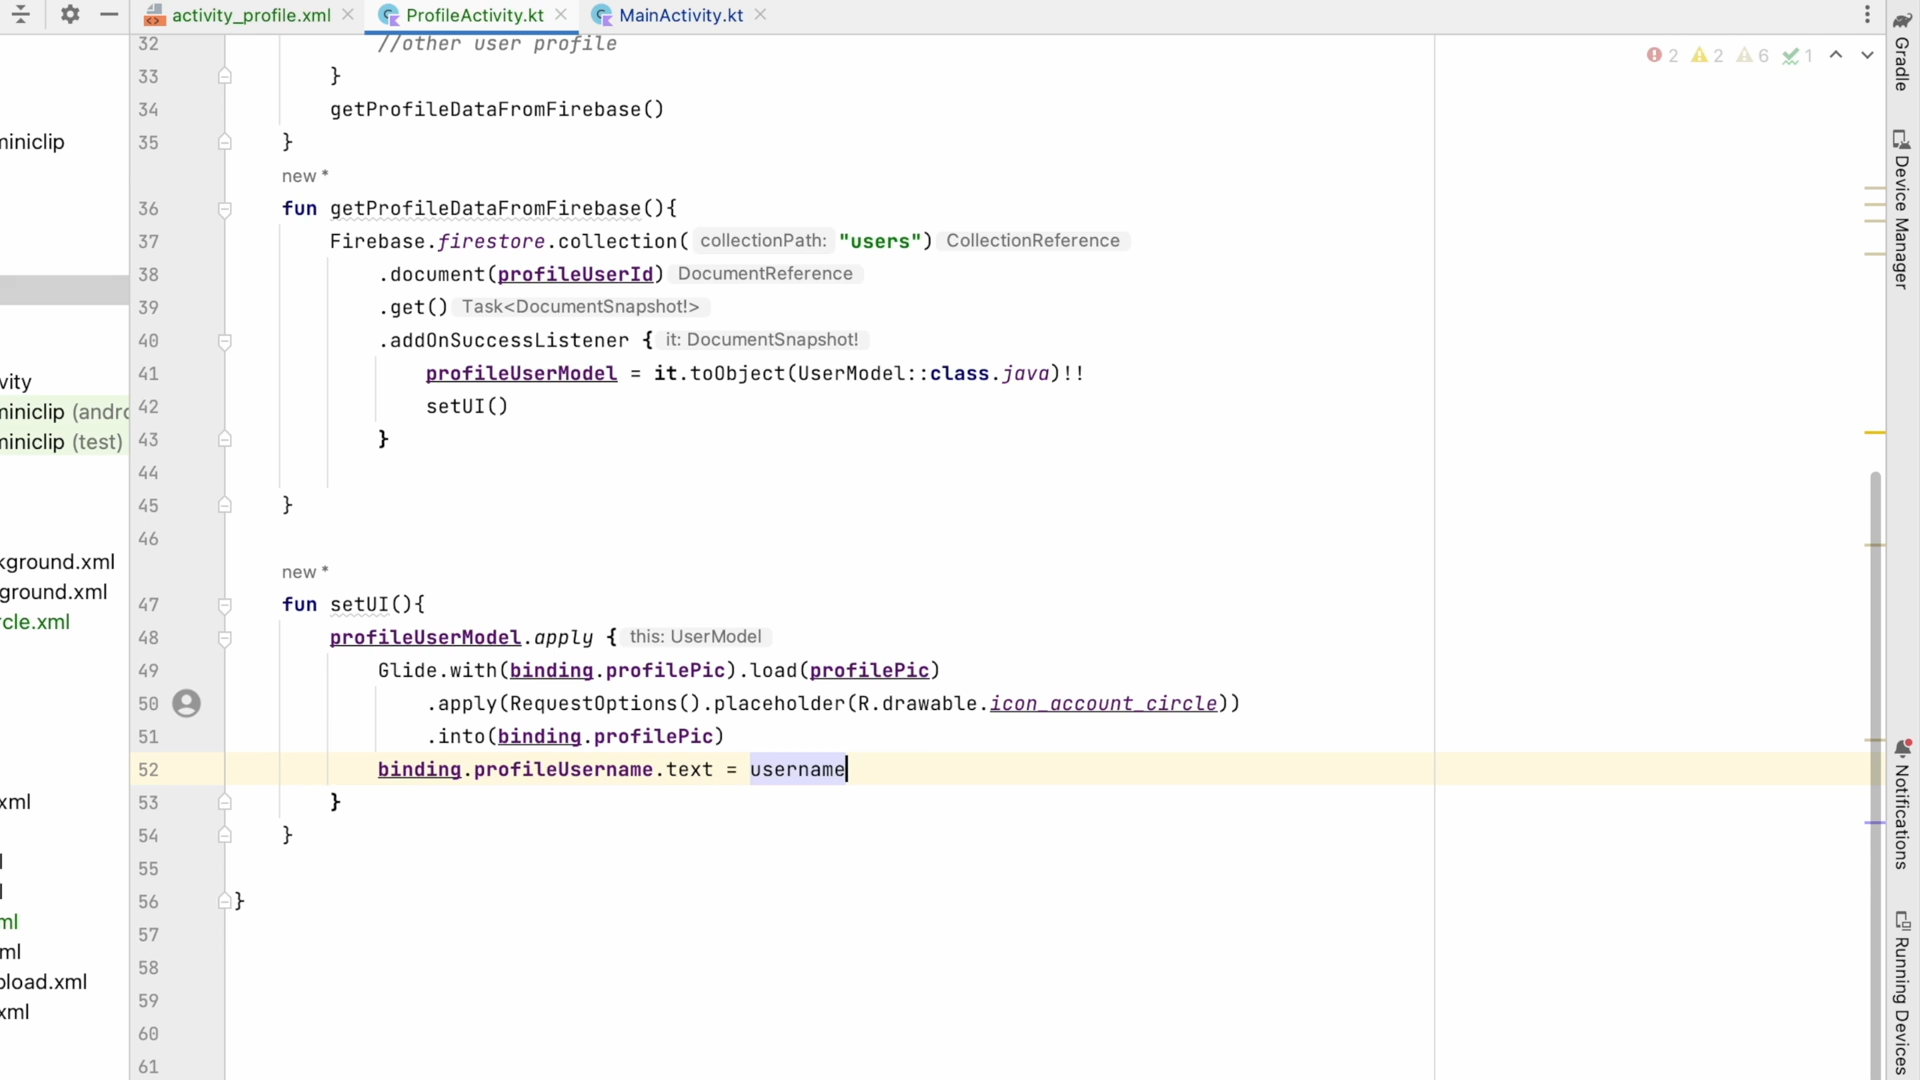 activity_profile.xml
ProfileActivity.kt
MainActivity.kt
2 2 6 1
32 //other user profile
33 }
34 getProfileDataFromFirebase()
35 }
new *
36 fun getProfileDataFromFirebase(){
37 Firebase.firestore.collection( collectionPath: "users") CollectionReference
38 .document(profileUserId) DocumentReference
39 .get() Task<DocumentSnapshot!>
40 .addOnSuccessListener { it: DocumentSnapshot!
41 profileUserModel = it.toObject(UserModel::class.java)!!
42 setUI()
43 }
44
45 }
46
new *
47 fun setUI(){
48 profileUserModel.apply { this: UserModel
49 Glide.with(binding.profilePic).load(profilePic)
50 .apply(RequestOptions().placeholder(R.drawable.icon_account_circle))
51 .into(binding.profilePic)
52 binding.profileUsername.text = username
53 }
54 }
55
56 }
57
58
59
60
61
miniclip
vity
miniclip (andro
miniclip (test)
kground.xml
ground.xml
rcle.xml
xml
l
l
ml
ml
pload.xml
xml
Gradle
Device Manager
Notifications
Running Devices